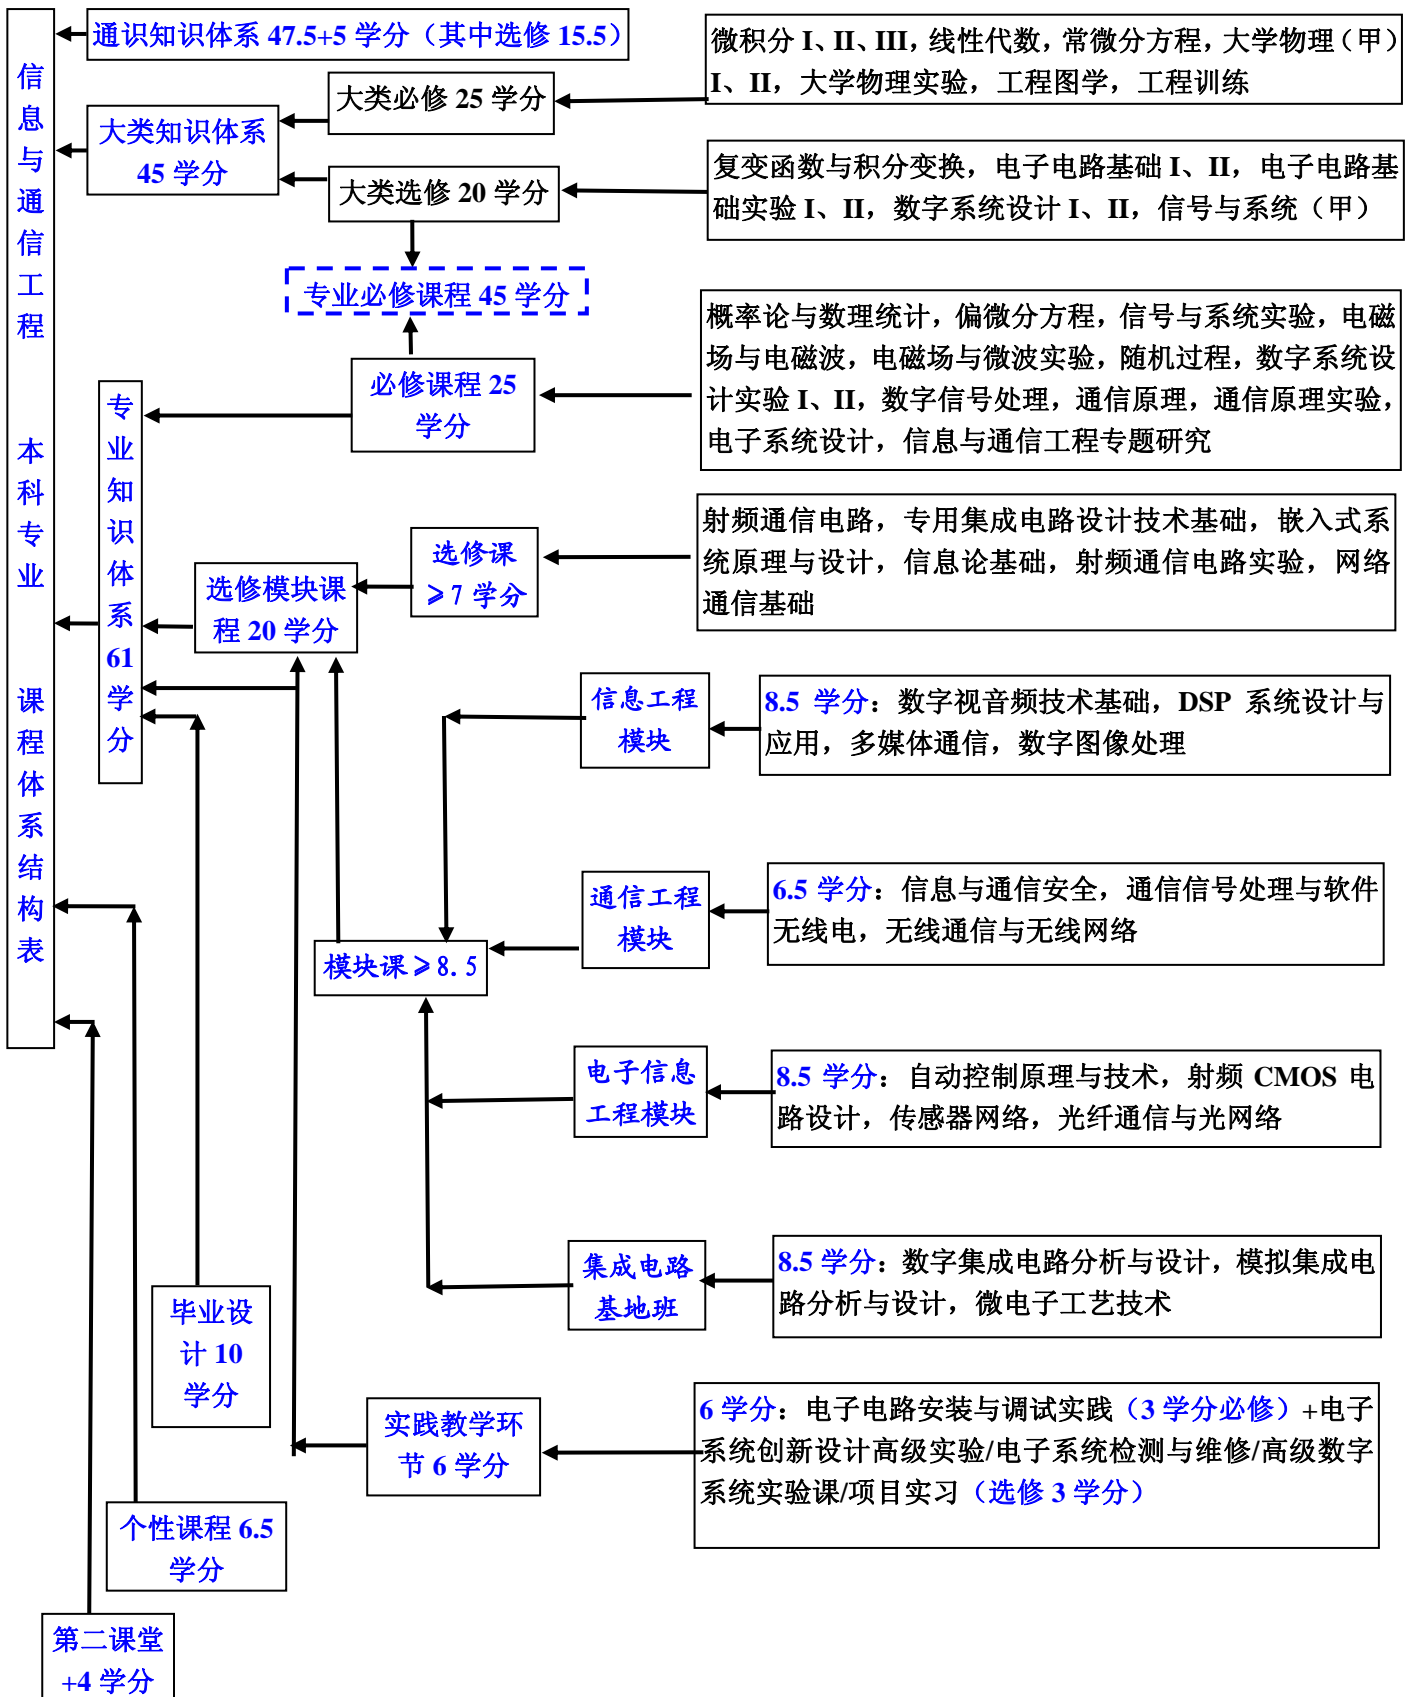 信息与通信工程 本科专业 课程体系结构表
通识知识体系 47.5+5 学分（其中选修 15.5）
大类知识体系
45 学分
大类必修 25 学分
微积分 I、II、III，线性代数，常微分方程，大学物理（甲）
I、II，大学物理实验，工程图学，工程训练
大类选修 20 学分
复变函数与积分变换，电子电路基础 I、II，电子电路基
础实验 I、II，数字系统设计 I、II，信号与系统（甲）
专业必修课程 45 学分
专业知识体系 61 学分
必修课程 25
学分
概率论与数理统计，偏微分方程，信号与系统实验，电磁
场与电磁波，电磁场与微波实验，随机过程，数字系统设
计实验 I、II，数字信号处理，通信原理，通信原理实验，
电子系统设计，信息与通信工程专题研究
选修模块课
程 20 学分
选修课
≥7 学分
射频通信电路，专用集成电路设计技术基础，嵌入式系
统原理与设计，信息论基础，射频通信电路实验，网络
通信基础
信息工程
模块
8.5 学分：数字视音频技术基础，DSP 系统设计与
应用，多媒体通信，数字图像处理
通信工程
模块
6.5 学分：信息与通信安全，通信信号处理与软件
无线电，无线通信与无线网络
模块课≥8.5
电子信息
工程模块
8.5 学分：自动控制原理与技术，射频 CMOS 电
路设计，传感器网络，光纤通信与光网络
集成电路
基地班
8.5 学分：数字集成电路分析与设计，模拟集成电
路分析与设计，微电子工艺技术
毕业设
计 10
学分
实践教学环
节 6 学分
6 学分：电子电路安装与调试实践（3 学分必修）+电子
系统创新设计高级实验/电子系统检测与维修/高级数字
系统实验课/项目实习（选修 3 学分）
个性课程 6.5
学分
第二课堂
+4 学分